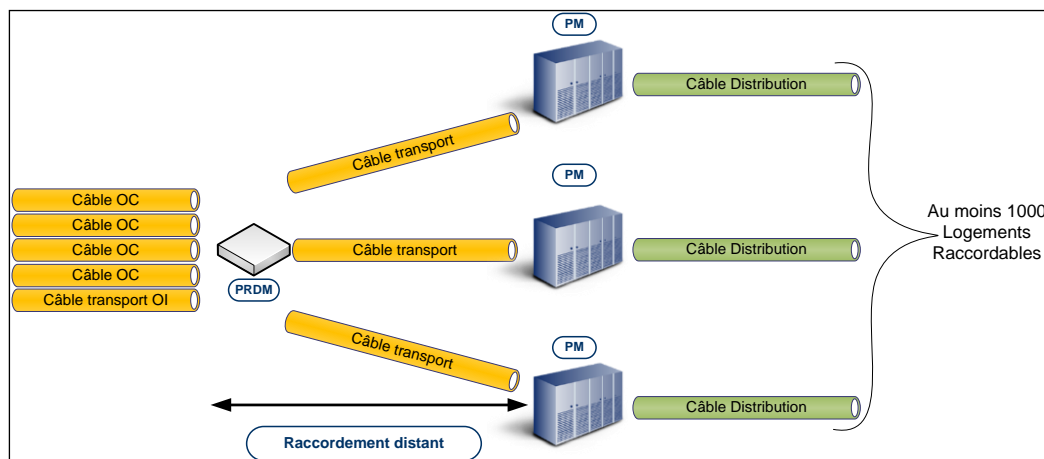 PM
Câble Distribution
Câble transport
PM
Câble OC
Câble OC
Câble OC
Câble OC
Câble transport OI
PRDM
Câble transport
Câble Distribution
Au moins 1000
Logements
Raccordables
Câble transport
PM
Câble Distribution
Raccordement distant